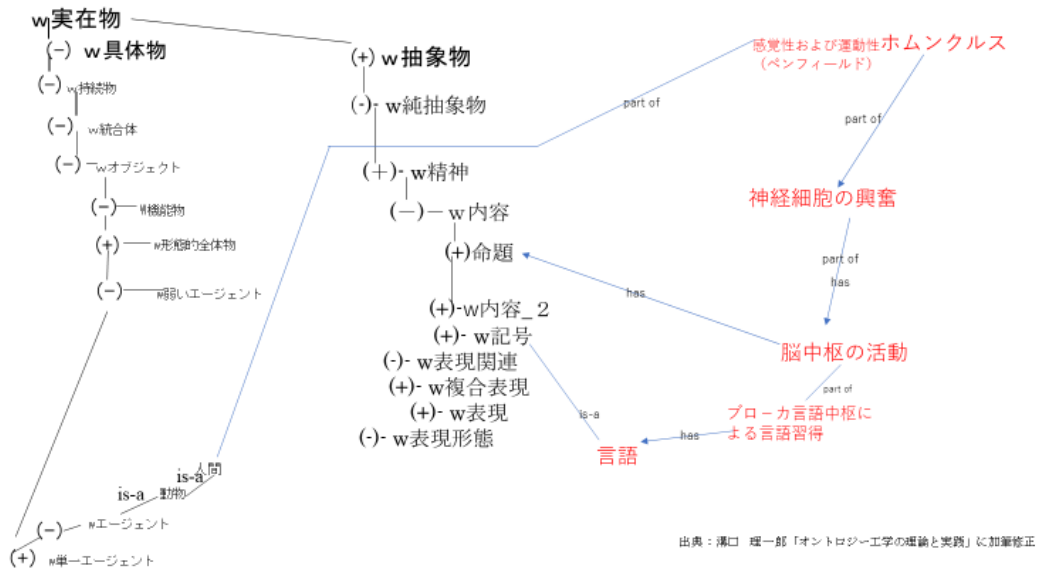 w実在物
(−) w具体物
(−) w持続物
(−) w統合体
(−) wオブジェクト
(−) w機能物
(+) w形態的全体物
(−) w弱いエージェント
is-a 人間
is-a 動物
(−) wエージェント
(+) w単一エージェント
(+) w抽象物
(-)- w純抽象物
(+)- w精神
(−)− w内容
(+)命題
(+)-w内容_２
(+)- w記号
(-)- w表現関連
(+)- w複合表現
(+)- w表現
(-)- w表現形態
感覚性および運動性ホムンクルス
（ペンフィールド）
part of
part of
神経細胞の興奮
part of
has
has
脳中枢の活動
part of
ブローカ言語中枢に
よる言語習得
has
is-a
言語
出典：溝口 理一郎「オントロジー工学の理論と実践」に加筆修正